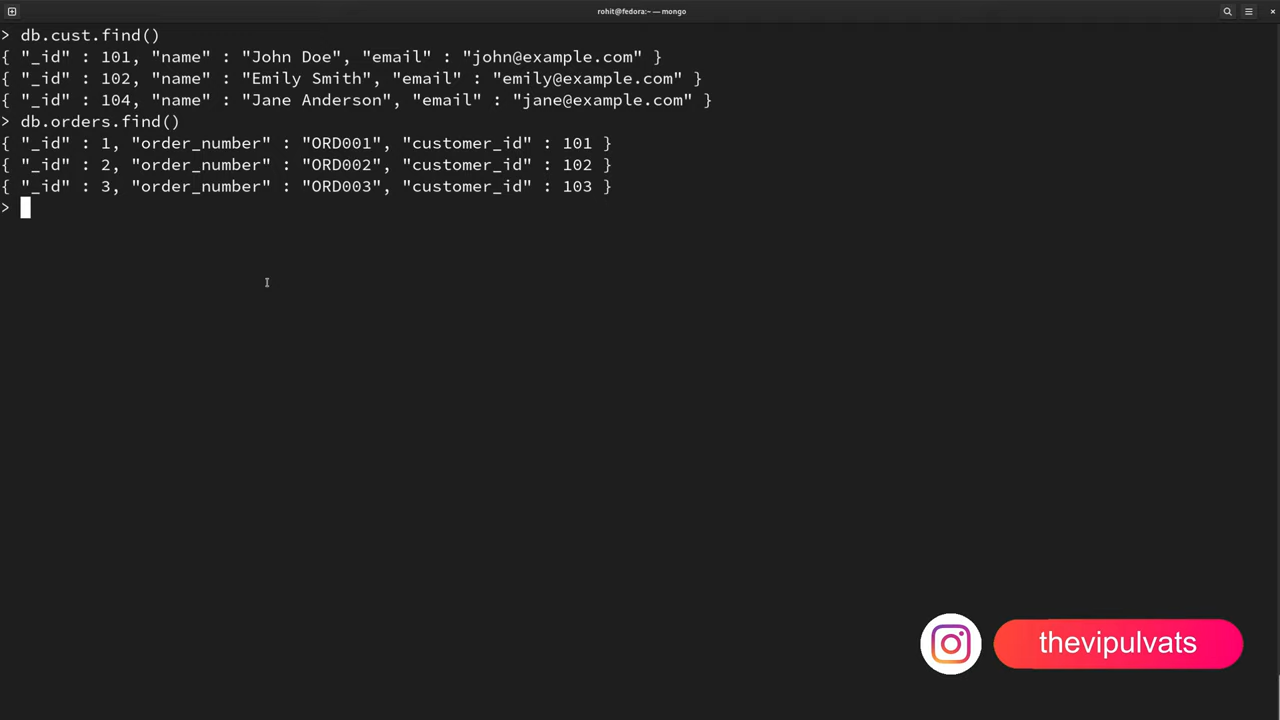 rohit@fedora:~ — mongo
> db.cust.find()
{ "_id" : 101, "name" : "John Doe", "email" : "john@example.com" }
{ "_id" : 102, "name" : "Emily Smith", "email" : "emily@example.com" }
{ "_id" : 104, "name" : "Jane Anderson", "email" : "jane@example.com" }
> db.orders.find()
{ "_id" : 1, "order_number" : "ORD001", "customer_id" : 101 }
{ "_id" : 2, "order_number" : "ORD002", "customer_id" : 102 }
{ "_id" : 3, "order_number" : "ORD003", "customer_id" : 103 }
>
thevipulvats